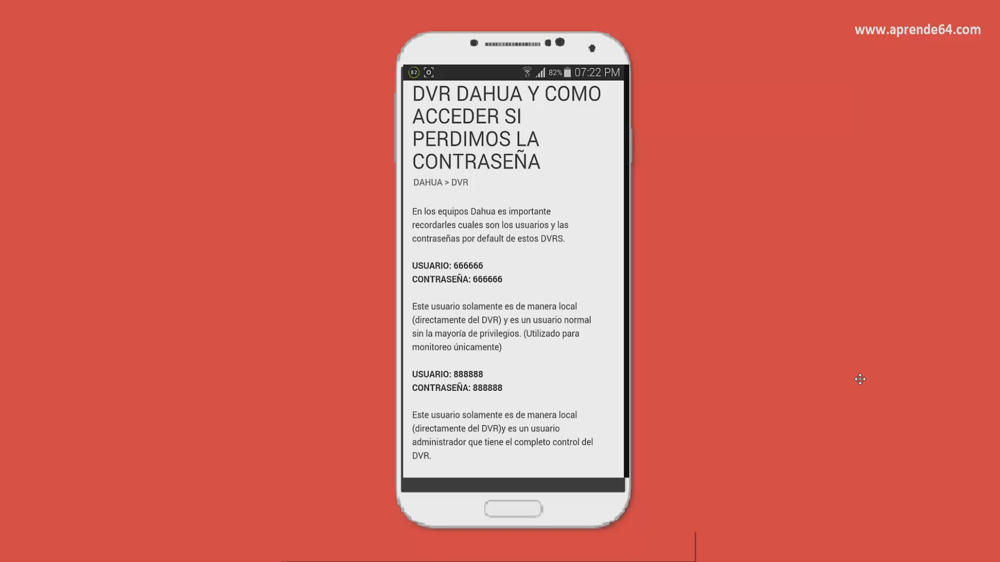 www.aprende64.com
82
82% 07:22 PM
DVR DAHUA Y COMO
ACCEDER SI
PERDIMOS LA
CONTRASEÑA
DAHUA > DVR
En los equipos Dahua es importante
recordarles cuales son los usuarios y las
contraseñas por default de estos DVRS.
USUARIO: 666666
CONTRASEÑA: 666666
Este usuario solamente es de manera local
(directamente del DVR) y es un usuario normal
sin la mayoría de privilegios. (Utilizado para
monitoreo únicamente)
USUARIO: 888888
CONTRASEÑA: 888888
Este usuario solamente es de manera local
(directamente del DVR)y es un usuario
administrador que tiene el completo control del
DVR.